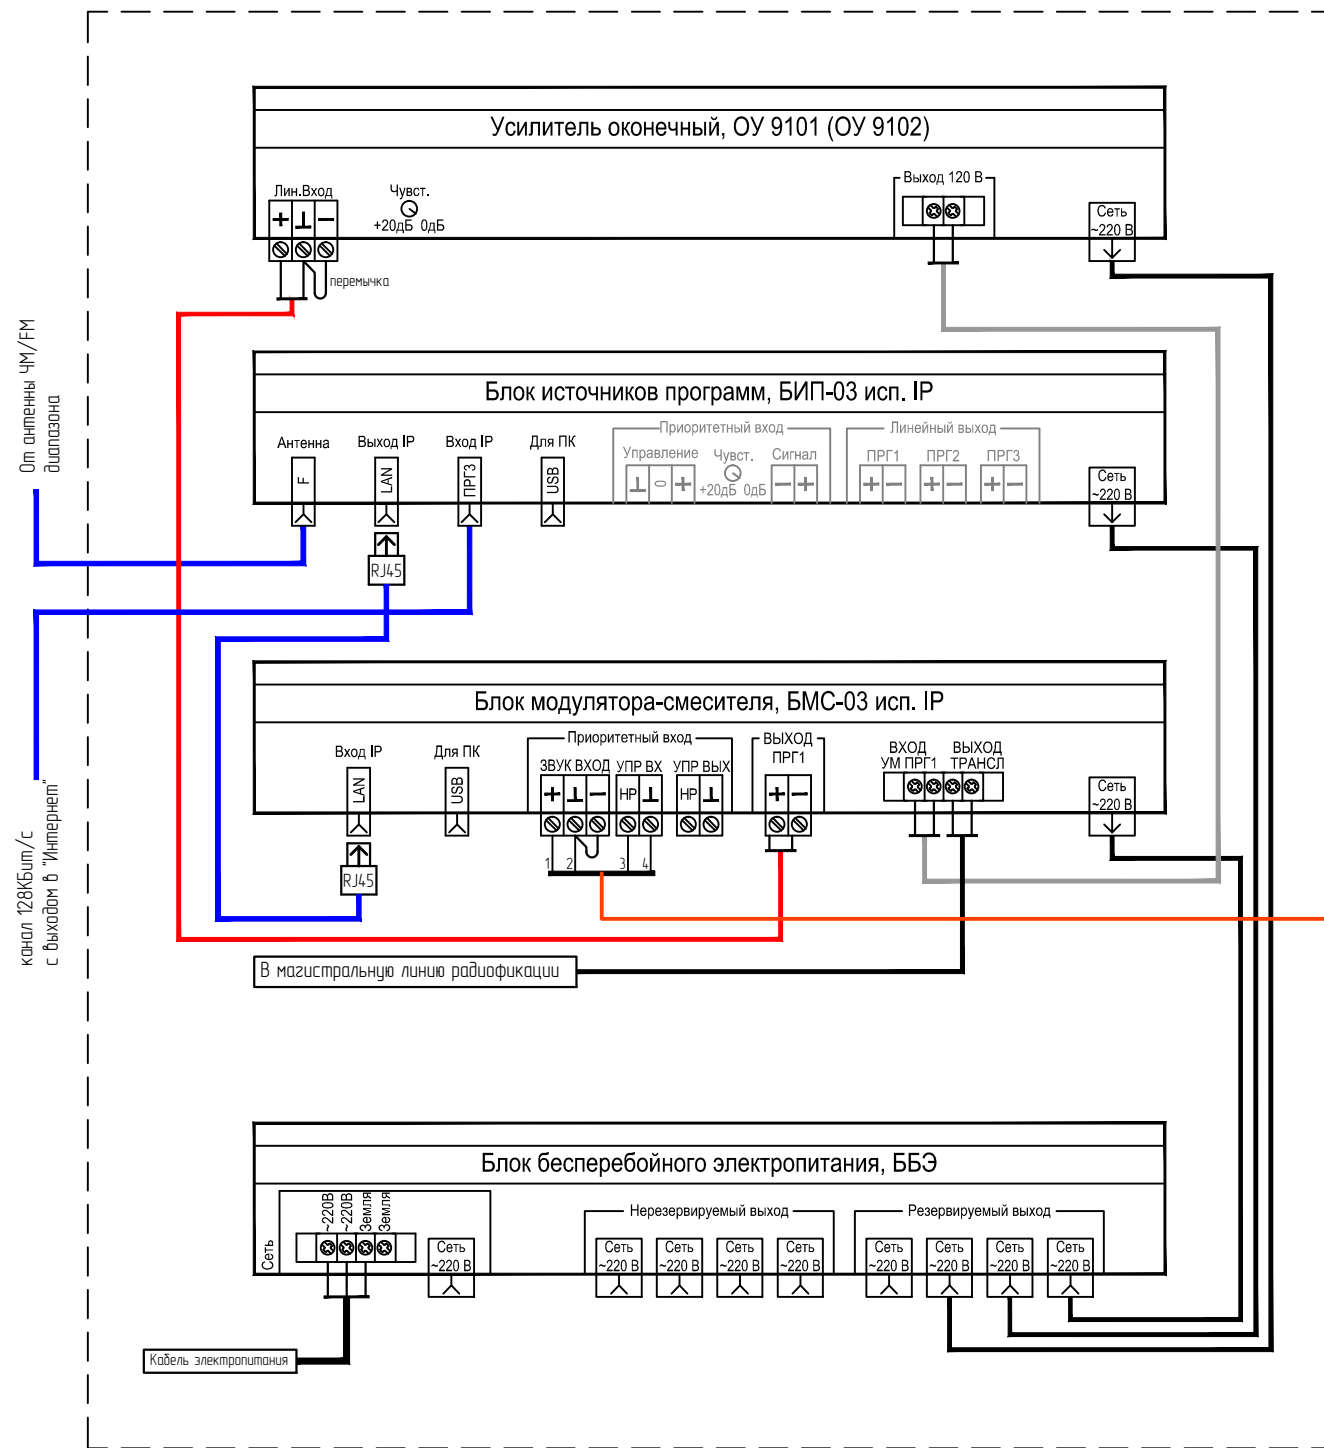 Усилитель оконечный, ОУ 9101 (ОУ 9102)
Лин.Вход
Чувст.
+20дБ 0дБ
Выход 120 В
Сеть
~220 В
+ ⊥ −
перемычка
От антенны ЧМ/FM
диапазона
Блок источников программ, БИП-03 исп. IP
Антенна
Выход IP
Вход IP
Для ПК
F
LAN
ПРГ3
USB
Приоритетный вход
Управление
Чувст.
Сигнал
⊥ 0 +
+20дБ 0дБ
− +
Линейный выход
ПРГ1
ПРГ2
ПРГ3
+ −
+ −
+ −
Сеть
~220 В
RJ45
Блок модулятора-смесителя, БМС-03 исп. IP
Вход IP
Для ПК
LAN
USB
Приоритетный вход
ЗВУК ВХОД
УПР ВХ
УПР ВЫХ
+ ⊥ −
НР ⊥
НР ⊥
ВЫХОД
ПРГ1
+ −
ВХОД
УМ ПРГ1
ВЫХОД
ТРАНСЛ
Сеть
~220 В
1 2 3 4
RJ45
канал 128КБит/с
с выходом в "Интернет"
В магистральную линию радиофикации
Блок бесперебойного электропитания, ББЭ
Сеть
~220В
~220В
Земля
Земля
Сеть
~220 В
Нерезервируемый выход
Сеть
~220 В
Сеть
~220 В
Сеть
~220 В
Сеть
~220 В
Резервируемый выход
Сеть
~220 В
Сеть
~220 В
Сеть
~220 В
Сеть
~220 В
Кабель электропитания